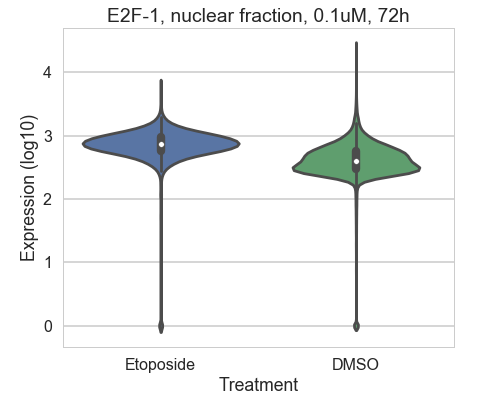 E2F-1, nuclear fraction, 0.1uM, 72h
Expression (log10)
4
3
2
1
0
Etoposide
DMSO
Treatment